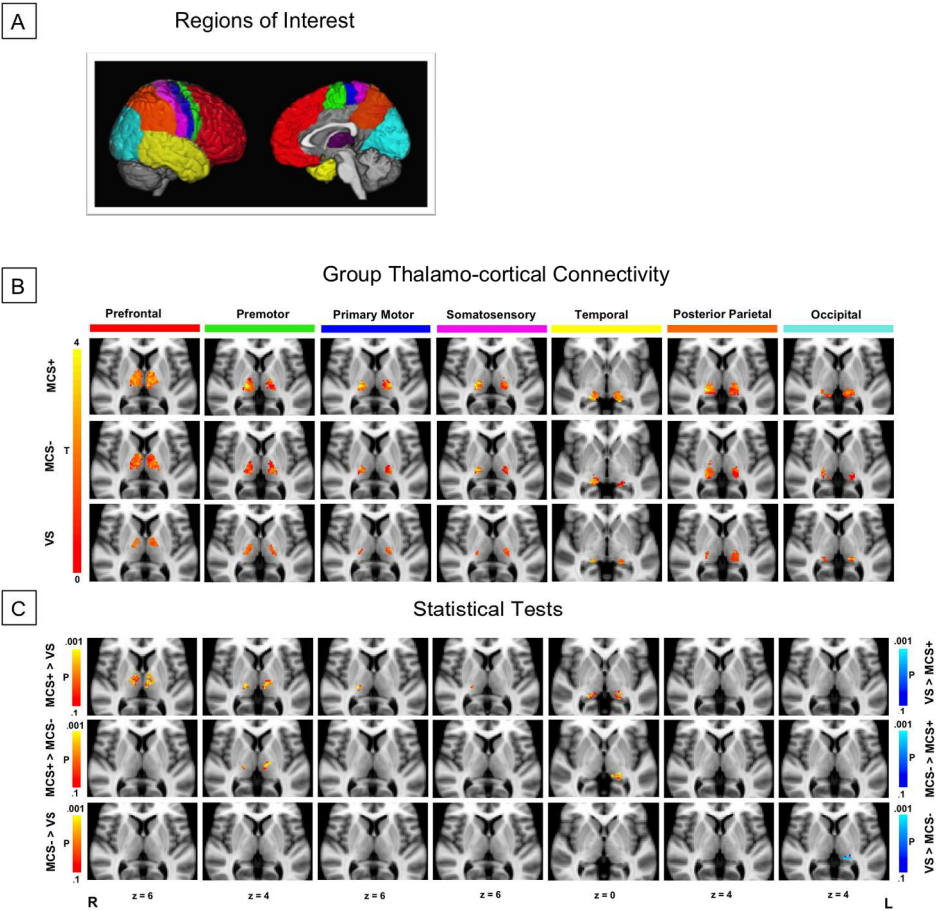 A
Regions of Interest
B
Group Thalamo-cortical Connectivity
Prefrontal
Premotor
Primary Motor
Somatosensory
Temporal
Posterior Parietal
Occipital
4
T
0
MCS+
MCS-
VS
C
Statistical Tests
MCS+ > VS
.001
P
.1
.001
P
.1
VS > MCS+
MCS+ > MCS-
.001
P
.1
.001
P
.1
MCS- > MCS+
MCS- > VS
.001
P
.1
.001
P
.1
VS > MCS-
R
z = 6
z = 4
z = 6
z = 6
z = 0
z = 4
z = 4
L